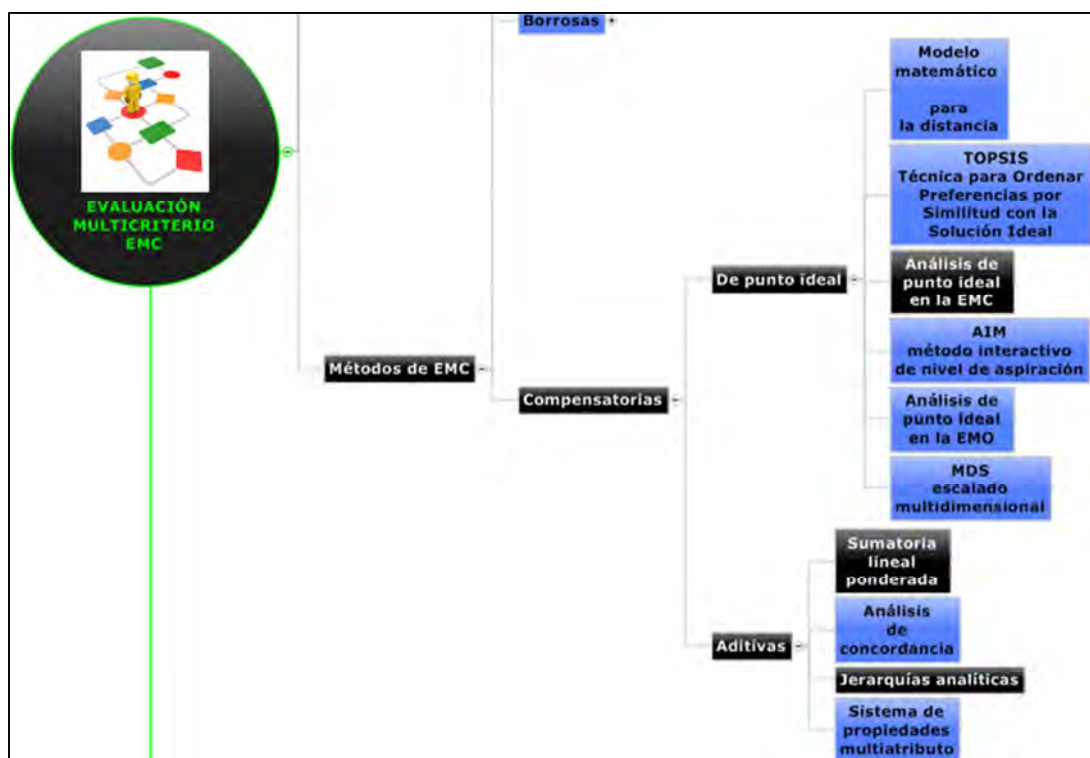 EVALUACIÓN
MULTICRITERIO
EMC
Métodos de EMC
Borrosas
Compensatorias
De punto ideal
Modelo
matemático
para
la distancia
TOPSIS
Técnica para Ordenar
Preferencias por
Similitud con la
Solución Ideal
Análisis de
punto ideal
en la EMC
AIM
método interactivo
de nivel de aspiración
Análisis de
punto ideal
en la EMO
MDS
escalado
multidimensional
Aditivas
Sumatoria
lineal
ponderada
Análisis
de
concordancia
Jerarquías analíticas
Sistema de
propiedades
multiatributo